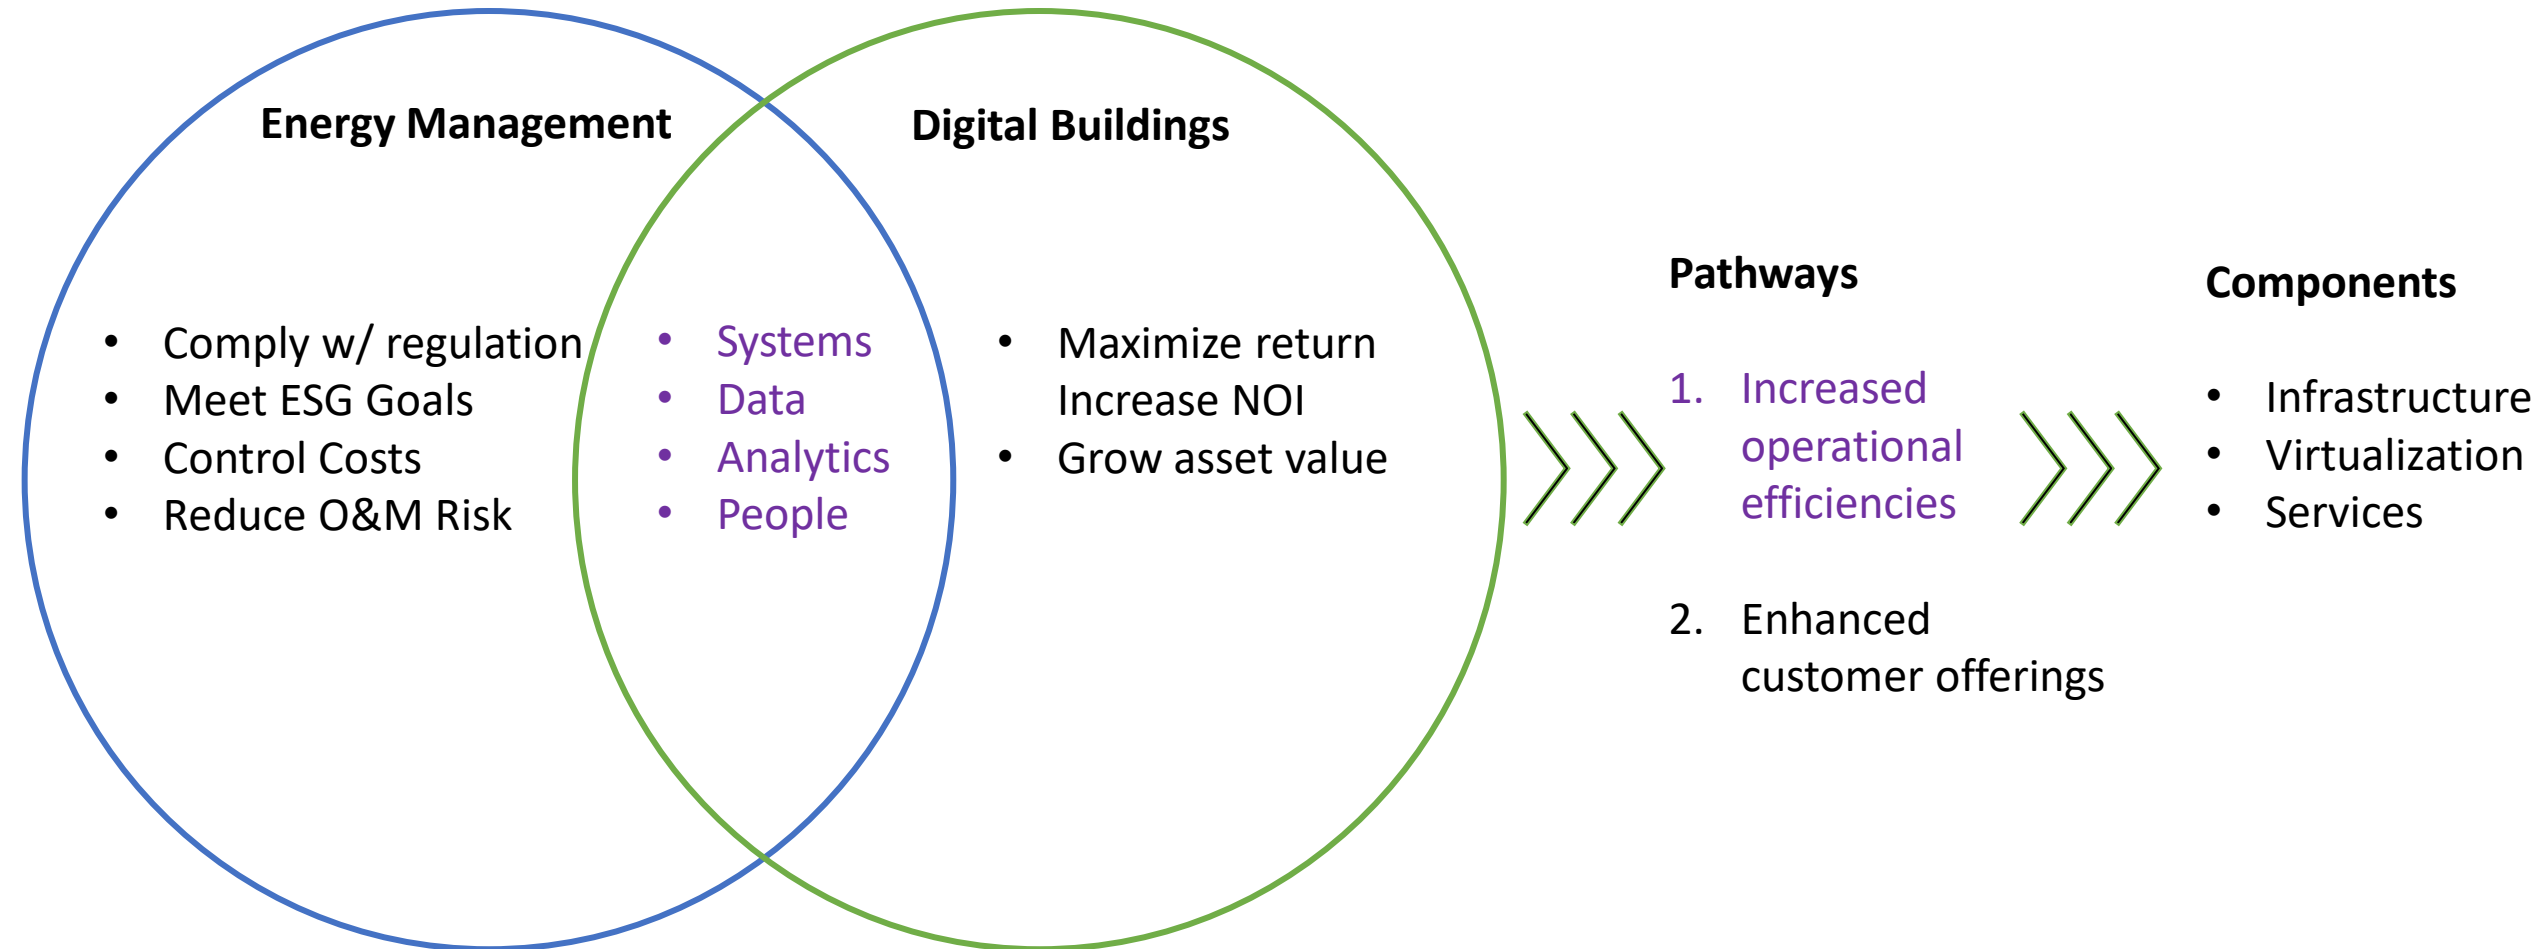 Energy Management
• Comply w/ regulation
• Meet ESG Goals
• Control Costs
• Reduce O&M Risk
• Systems
• Data
• Analytics
• People
Digital Buildings
• Maximize return
Increase NOI
• Grow asset value
Pathways
1. Increased
operational
efficiencies
2. Enhanced
customer offerings
Components
• Infrastructure
• Virtualization
• Services